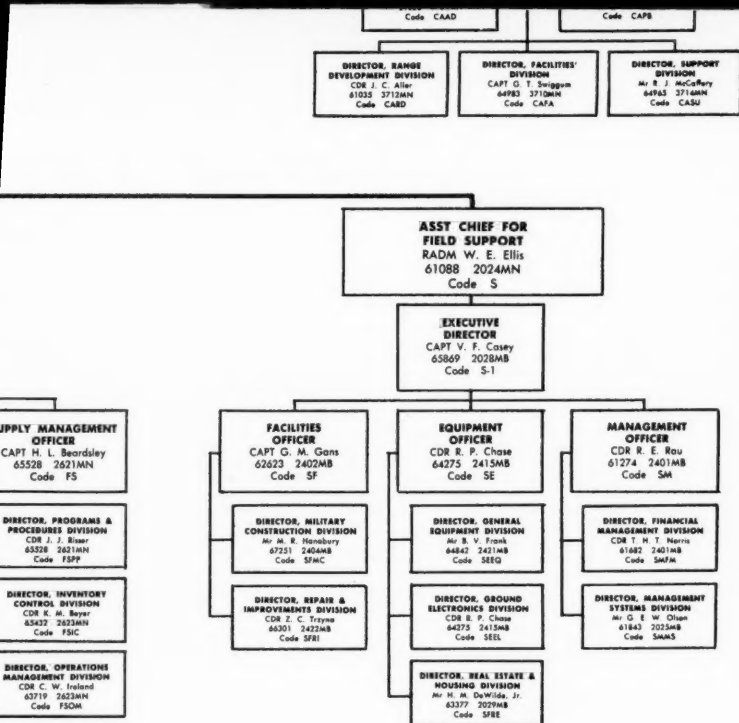 Code CAAD
Code CAPB
DIRECTOR, RANGE
DEVELOPMENT DIVISION
CDR J. C. Aller
61035 3712MN
Code CARD
DIRECTOR, FACILITIES'
DIVISION
CAPT G. T. Swiggum
64983 3710MN
Code CAFA
DIRECTOR, SUPPORT
DIVISION
Mr R. J. McCaffery
64965 3714MN
Code CASU
ASST CHIEF FOR
FIELD SUPPORT
RADM W. E. Ellis
61088 2024MN
Code S
EXECUTIVE
DIRECTOR
CAPT V. F. Casey
65869 2028MB
Code S-1
UPPLY MANAGEMENT
OFFICER
CAPT H. L. Beardsley
65528 2621MN
Code FS
DIRECTOR, PROGRAMS &
PROCEDURES DIVISION
CDR J. J. Risser
65528 2621MN
Code FSPP
DIRECTOR, INVENTORY
CONTROL DIVISION
CDR K. M. Beyer
65432 2623MN
Code FSIC
DIRECTOR, OPERATIONS
MANAGEMENT DIVISION
CDR C. W. Ireland
63719 2623MN
Code FSOM
FACILITIES
OFFICER
CAPT G. M. Gans
62623 2402MB
Code SF
DIRECTOR, MILITARY
CONSTRUCTION DIVISION
Mr M. R. Hanabury
67251 2404MB
Code SFMC
DIRECTOR, REPAIR &
IMPROVEMENTS DIVISION
CDR Z. C. Trzyna
66301 2422MB
Code SFRI
EQUIPMENT
OFFICER
CDR R. P. Chase
64275 2415MB
Code SE
DIRECTOR, GENERAL
EQUIPMENT DIVISION
Mr B. V. Frank
64842 2421MB
Code SEEQ
DIRECTOR, GROUND
ELECTRONICS DIVISION
CDR R. P. Chase
64275 2415MB
Code SEEL
DIRECTOR, REAL ESTATE &
HOUSING DIVISION
Mr H. M. DeWilde, Jr.
63377 2029MB
Code SFRE
MANAGEMENT
OFFICER
CDR R. E. Rau
61274 2401MB
Code SM
DIRECTOR, FINANCIAL
MANAGEMENT DIVISION
CDR T. H. T. Norris
61682 2401MB
Code SMFM
DIRECTOR, MANAGEMENT
SYSTEMS DIVISION
Mr G. E. W. Olson
61843 2025MB
Code SMMS